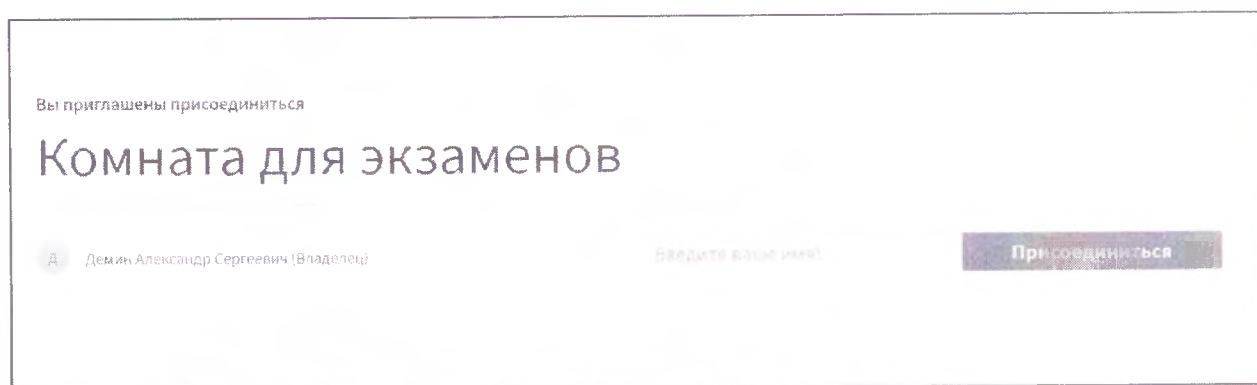 Вы приглашены присоединиться
Комната для экзаменов
Д Демин Александр Сергеевич (Владелец)
Введите ваше имя!
Присоединиться